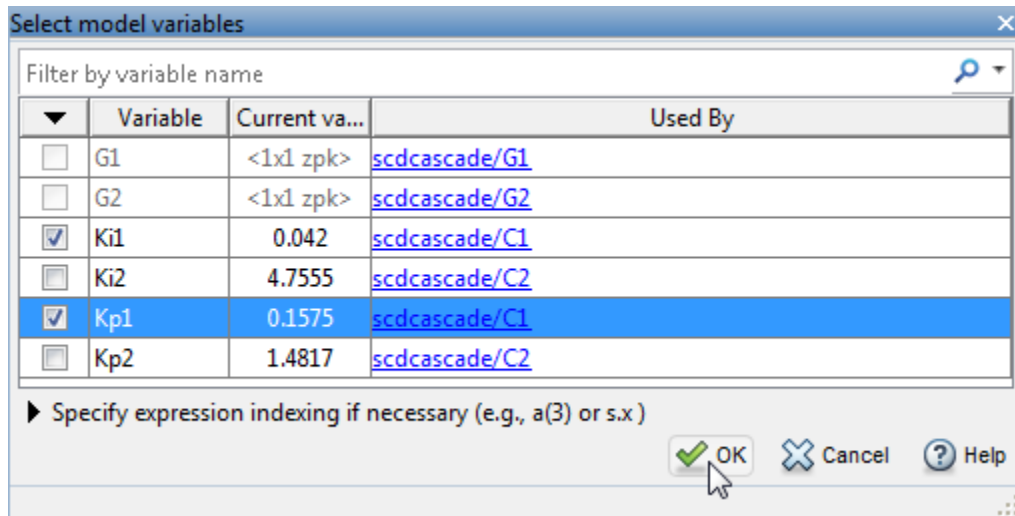 Select model variables
Filter by variable name
Variable Current va... Used By
G1 <1x1 zpk> scdcascade/G1
G2 <1x1 zpk> scdcascade/G2
Ki1 0.042 scdcascade/C1
Ki2 4.7555 scdcascade/C2
Kp1 0.1575 scdcascade/C1
Kp2 1.4817 scdcascade/C2
Specify expression indexing if necessary (e.g., a(3) or s.x )
OK Cancel Help